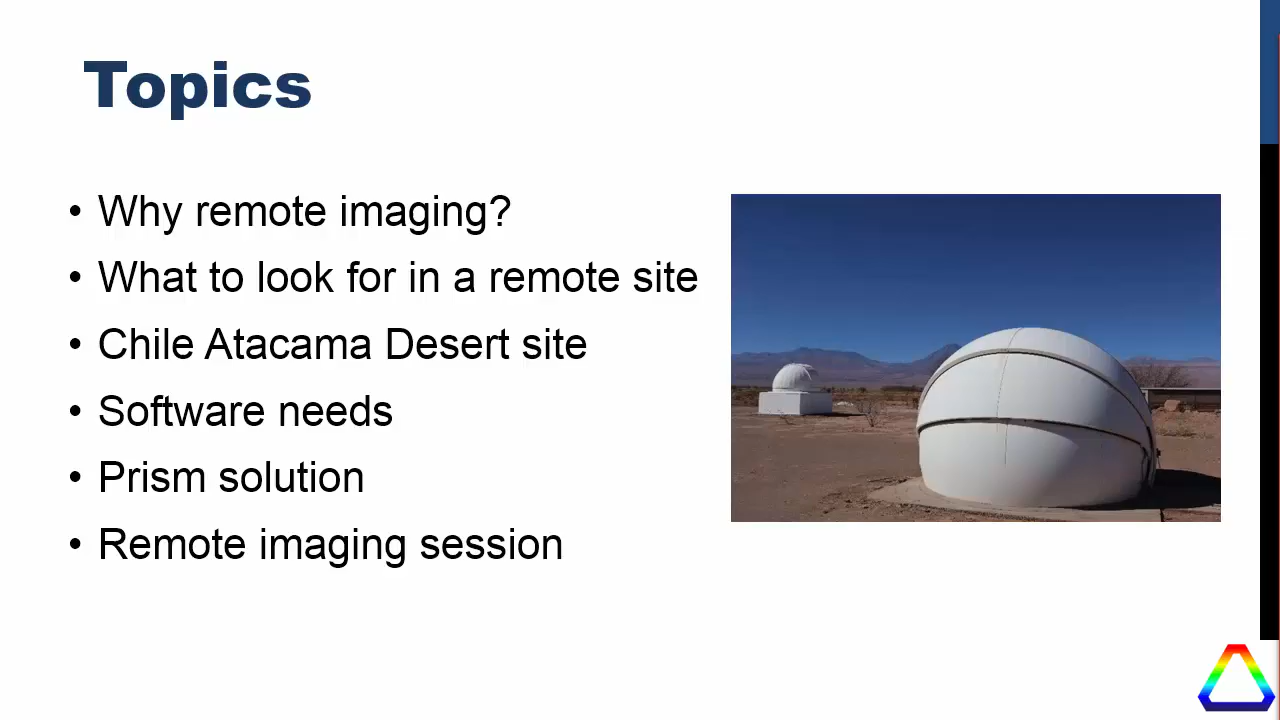 Topics
• Why remote imaging?
• What to look for in a remote site
• Chile Atacama Desert site
• Software needs
• Prism solution
• Remote imaging session